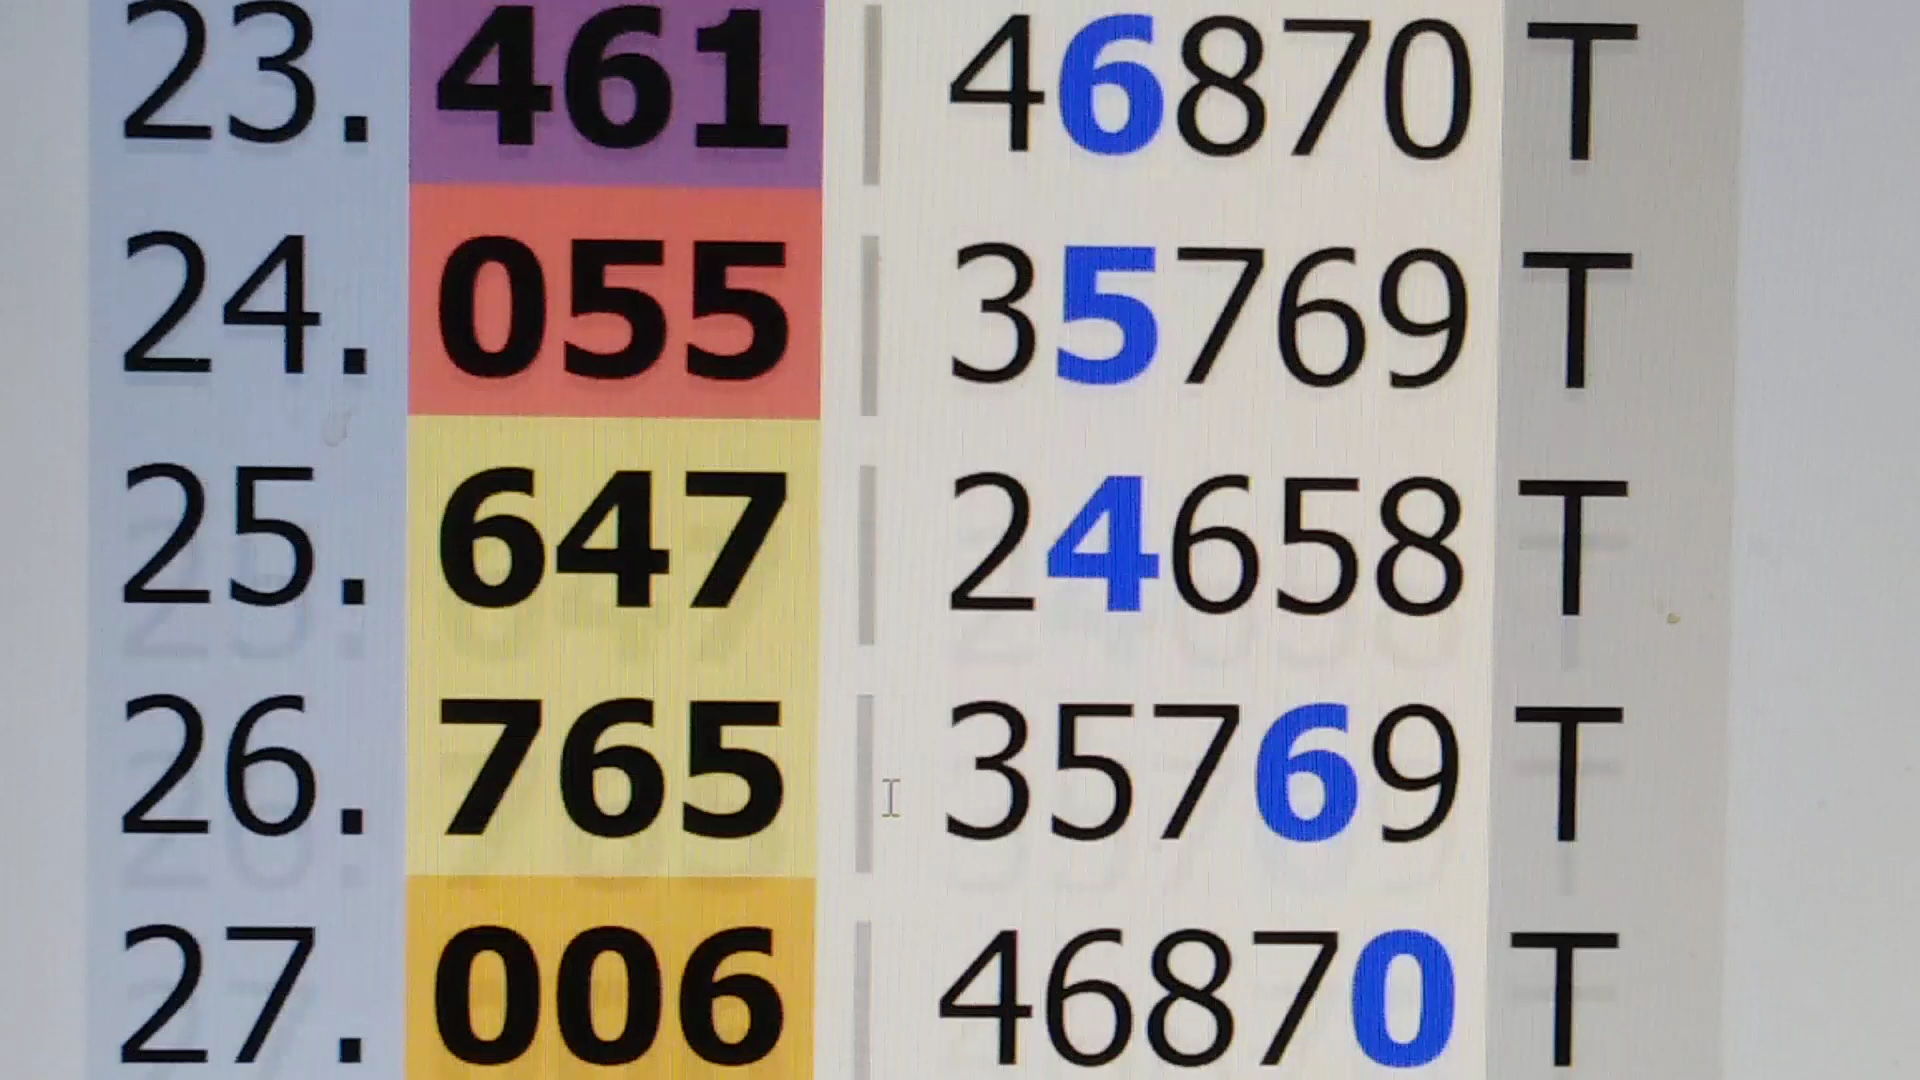 23. 461 | 46870 T
24. 055 | 35769 T
25. 647 | 24658 T
26. 765 | 35769 T
27. 006 | 46870 T